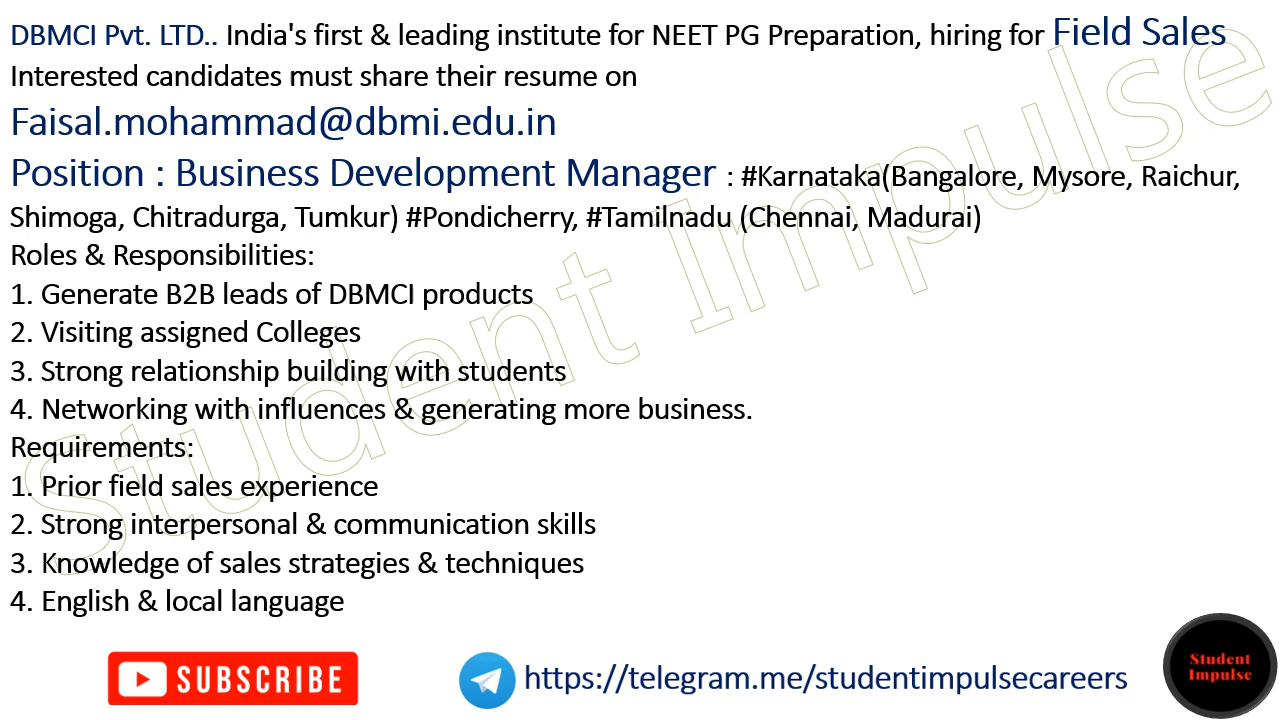 DBMCI Pvt. LTD.. India's first & leading institute for NEET PG Preparation, hiring for Field Sales
Interested candidates must share their resume on
Faisal.mohammad@dbmi.edu.in
Position : Business Development Manager : #Karnataka(Bangalore, Mysore, Raichur,
Shimoga, Chitradurga, Tumkur) #Pondicherry, #Tamilnadu (Chennai, Madurai)
Roles & Responsibilities:
1. Generate B2B leads of DBMCI products
2. Visiting assigned Colleges
3. Strong relationship building with students
4. Networking with influences & generating more business.
Requirements:
1. Prior field sales experience
2. Strong interpersonal & communication skills
3. Knowledge of sales strategies & techniques
4. English & local language
Student Impulse
SUBSCRIBE
https://telegram.me/studentimpulsecareers
Student
Impulse